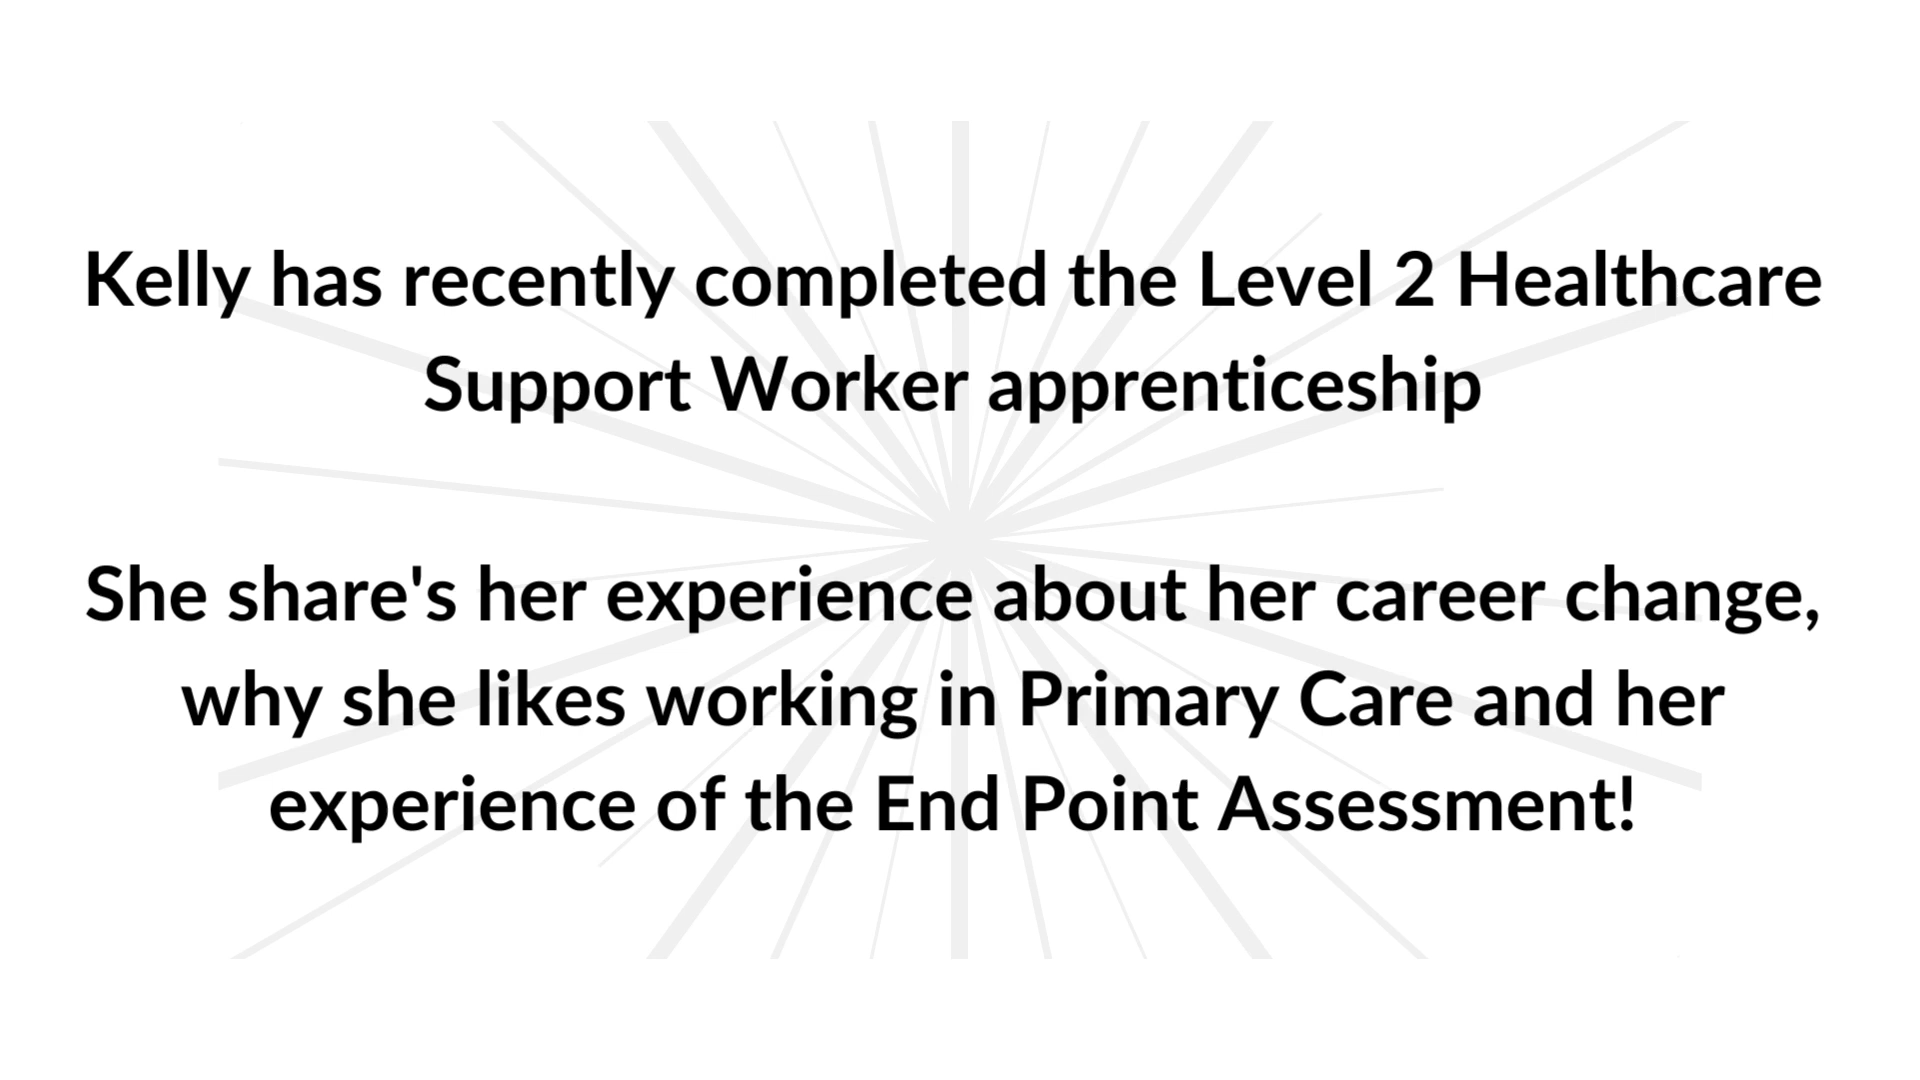 Kelly has recently completed the Level 2 Healthcare
Support Worker apprenticeship
She share's her experience about her career change,
why she likes working in Primary Care and her
experience of the End Point Assessment!